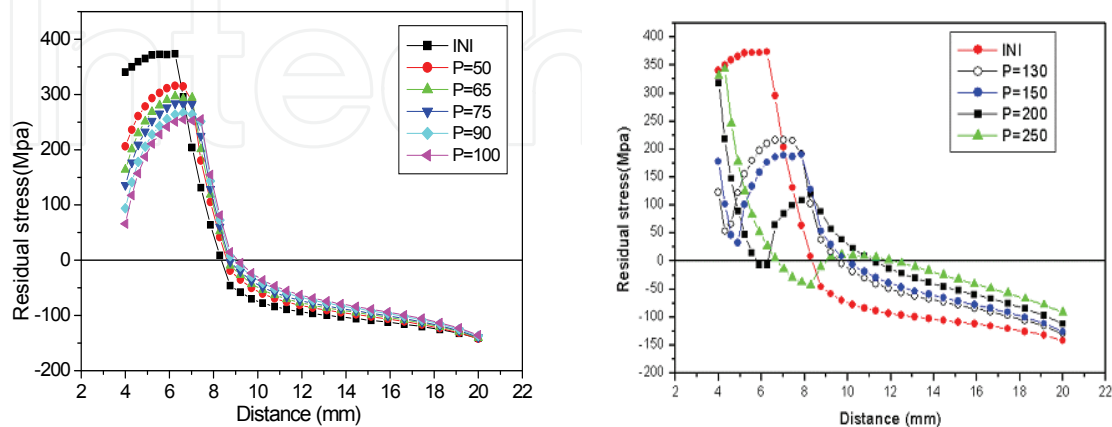 Intech
400
300
200
100
0
-100
-200
2 4 6 8 10 12 14 16 18 20 22
Residual stress(Mpa)
Distance (mm)
INI
P=50
P=65
P=75
P=90
P=100
400
350
300
250
200
150
100
50
0
-50
-100
-150
-200
2 4 6 8 10 12 14 16 18 20 22
Residual stress(Mpa)
Distance (mm)
INI
P=130
P=150
P=200
P=250